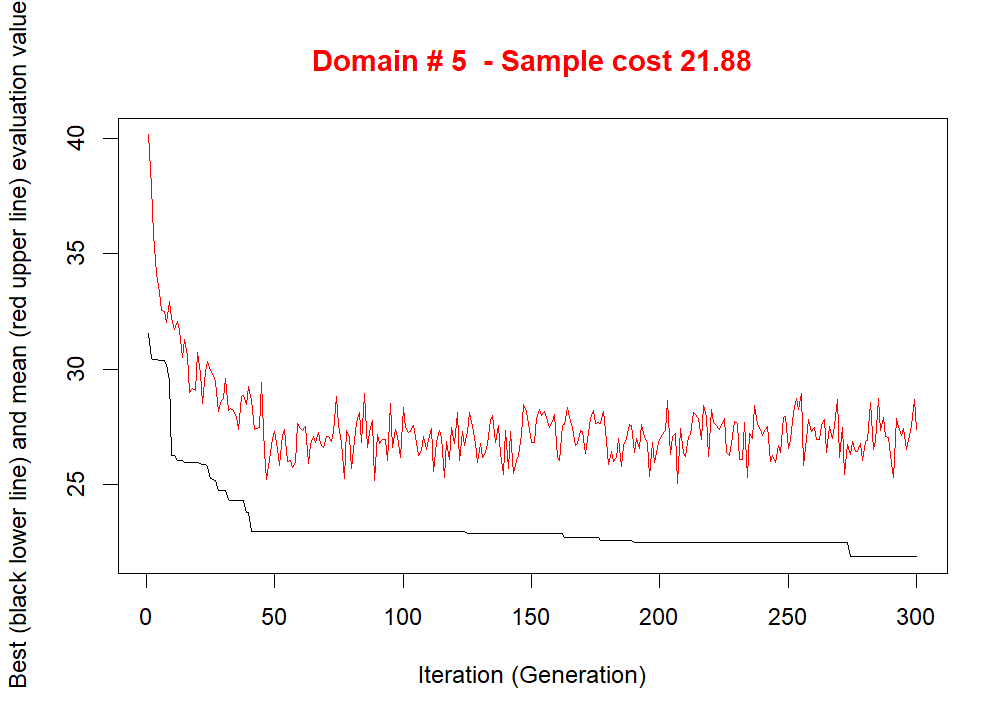 Domain # 5  - Sample cost 21.88
Best (black lower line) and mean (red upper line) evaluation value
40
35
30
25
0 50 100 150 200 250 300
Iteration (Generation)